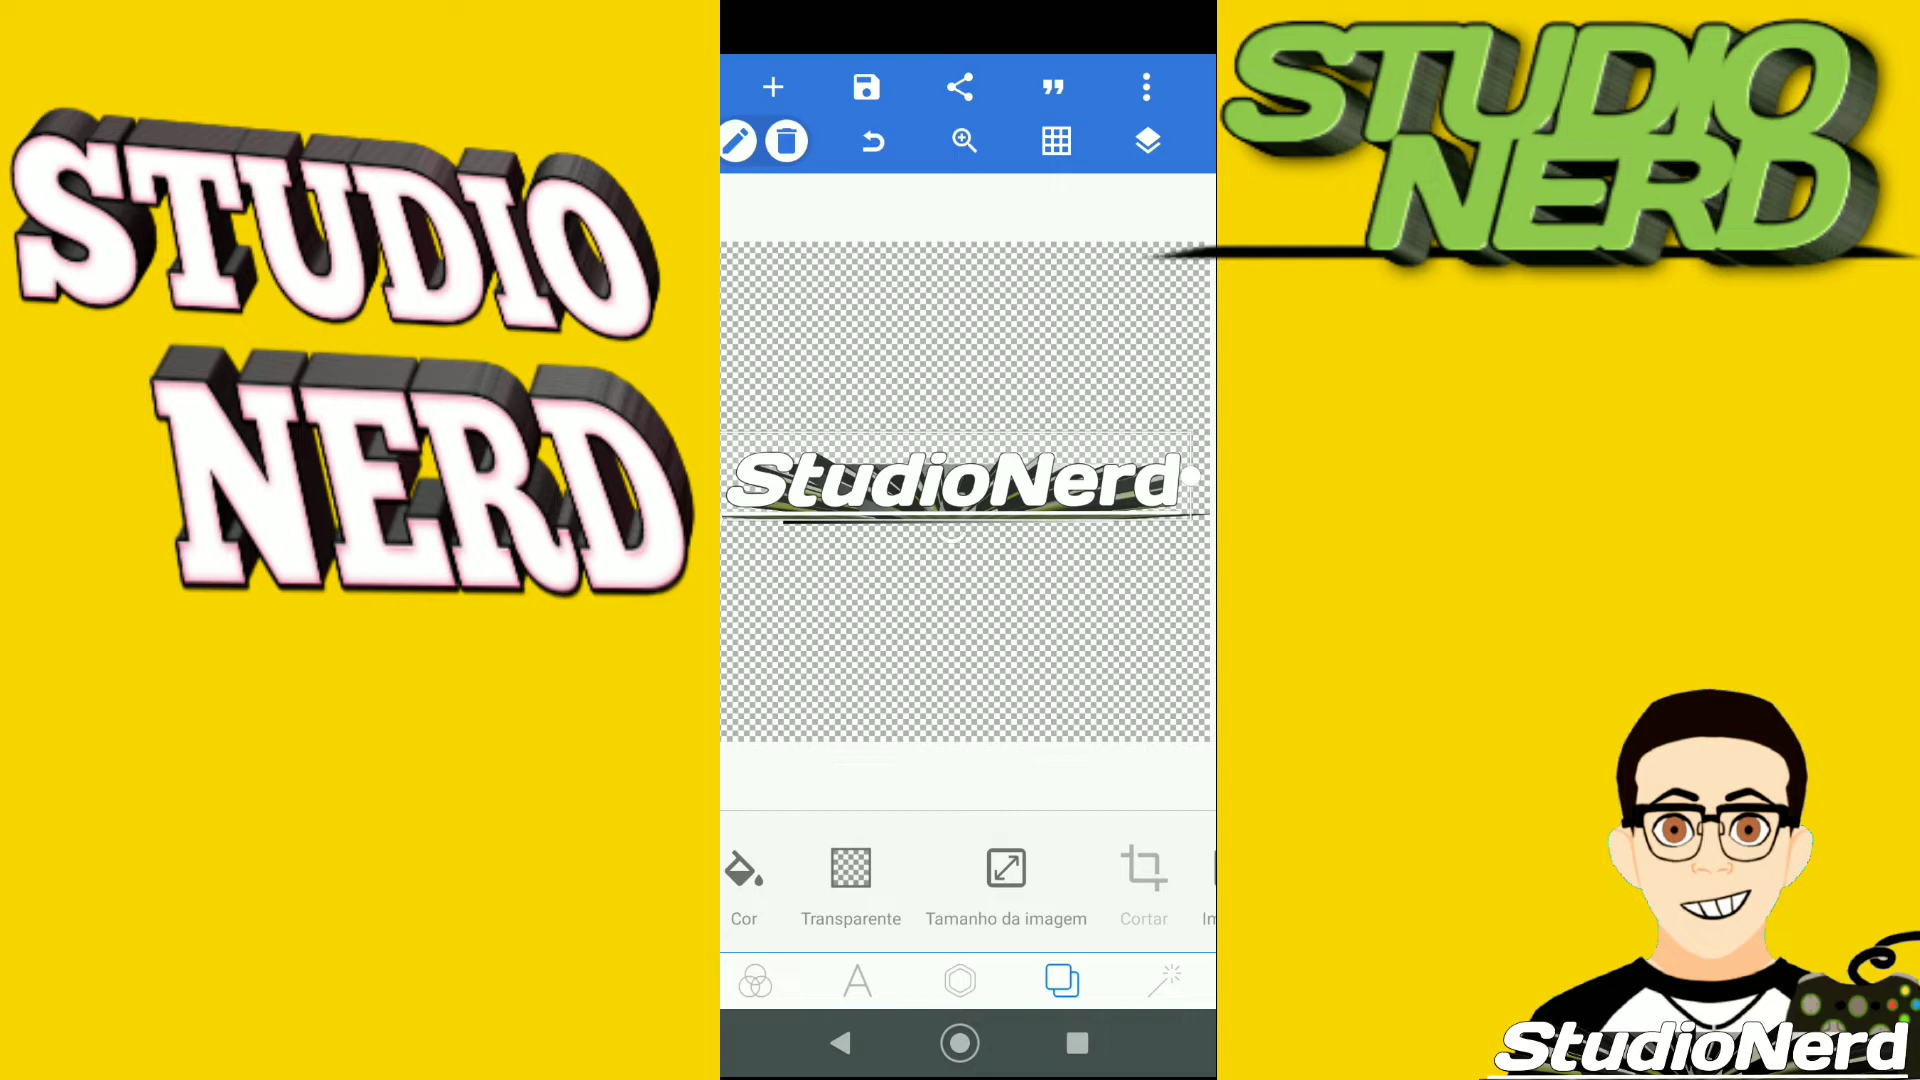 STUDIO
NERD
STUDIO
NERD
StudioNerd
Cor
Transparente
Tamanho da imagem
Cortar
StudioNerd